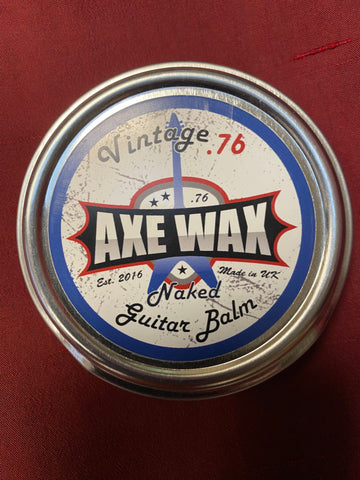 Vintage .76
.76
AXE WAX
Est. 2016 Made in UK
Naked
Guitar Balm